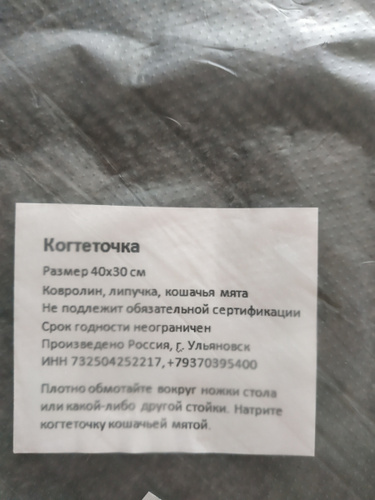 Когтеточка
Размер 40х30 см
Ковролин, липучка, кошачья мята
Не подлежит обязательной сертификации
Срок годности неограничен
Произведено Россия, г. Ульяновск
ИНН 732504252217,+79370395400
Плотно обмотайте вокруг ножки стола
или какой-либо другой стойки. Натрите
когтеточку кошачьей мятой.